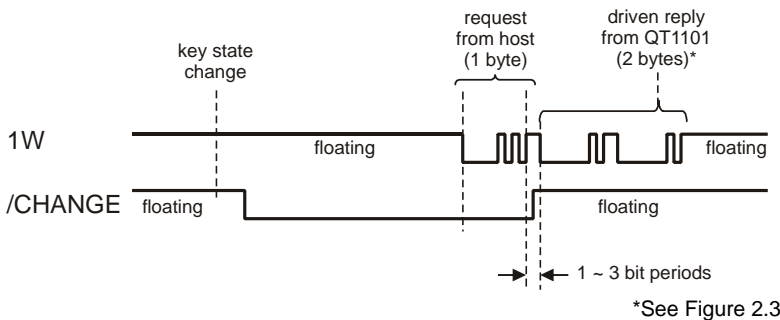 request
from host
(1 byte)
driven reply
from QT1101
(2 bytes)*
key state
change
1W
floating
floating
/CHANGE
floating
floating
1 ~ 3 bit periods
*See Figure 2.3